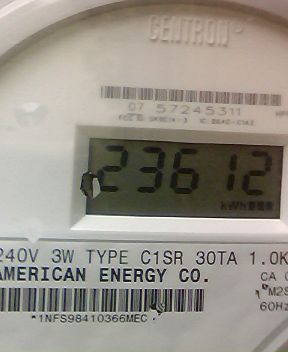 CENTRON®
07 57245311
23612
kWh
240V 3W TYPE C1SR 30TA 1.0K
AMERICAN ENERGY CO.
CA
M2S
60Hz
*1NFS98410366MEC*